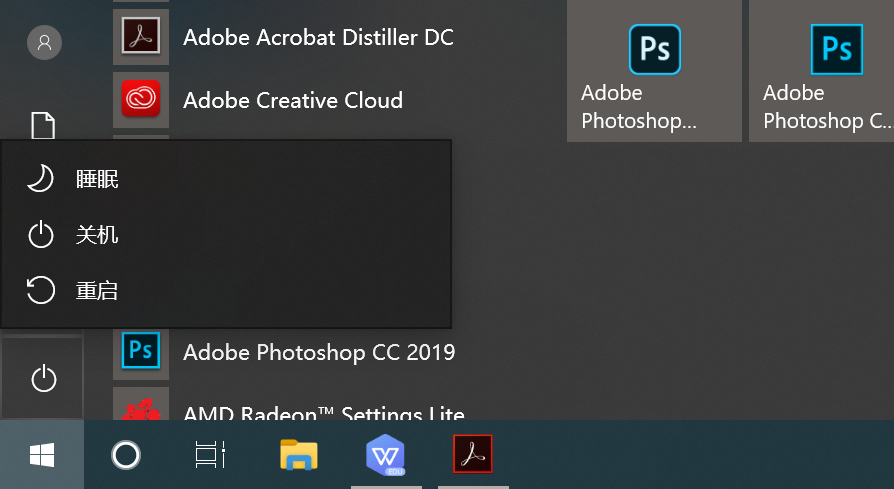 Adobe Acrobat Distiller DC
Adobe Creative Cloud
睡眠
关机
重启
Adobe Photoshop CC 2019
AMD Radeon™ Settings Lite
Ps
Adobe
Photoshop...
Ps
Adobe
Photoshop C...
Ps
W
EDU